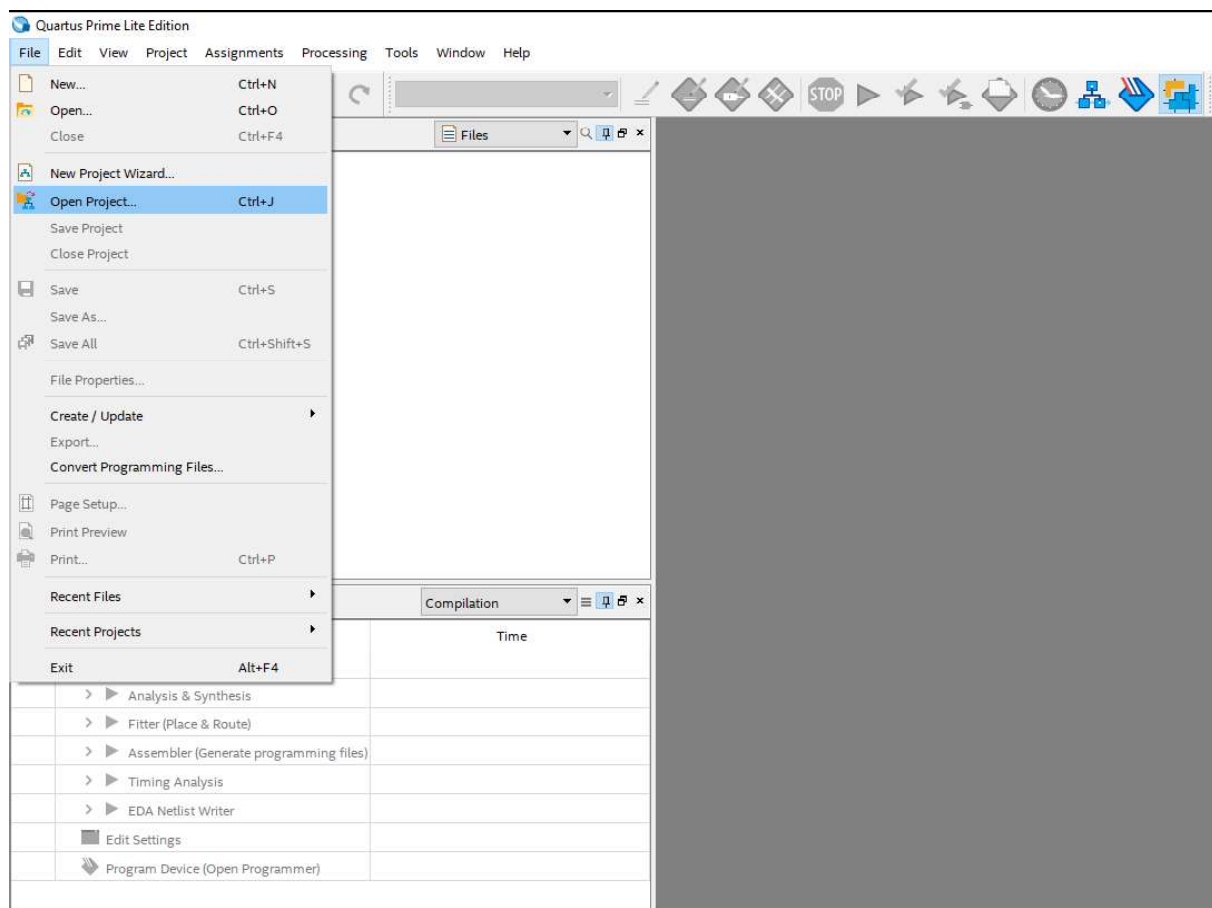 Quartus Prime Lite Edition
File Edit View Project Assignments Processing Tools Window Help
New... Ctrl+N
Open... Ctrl+O
Close Ctrl+F4
New Project Wizard...
Open Project... Ctrl+J
Save Project
Close Project
Save Ctrl+S
Save As...
Save All Ctrl+Shift+S
File Properties...
Create / Update
Export...
Convert Programming Files...
Page Setup...
Print Preview
Print... Ctrl+P
Recent Files
Recent Projects
Exit Alt+F4
STOP
Files
Compilation
Time
Analysis & Synthesis
Fitter (Place & Route)
Assembler (Generate programming files)
Timing Analysis
EDA Netlist Writer
Edit Settings
Program Device (Open Programmer)